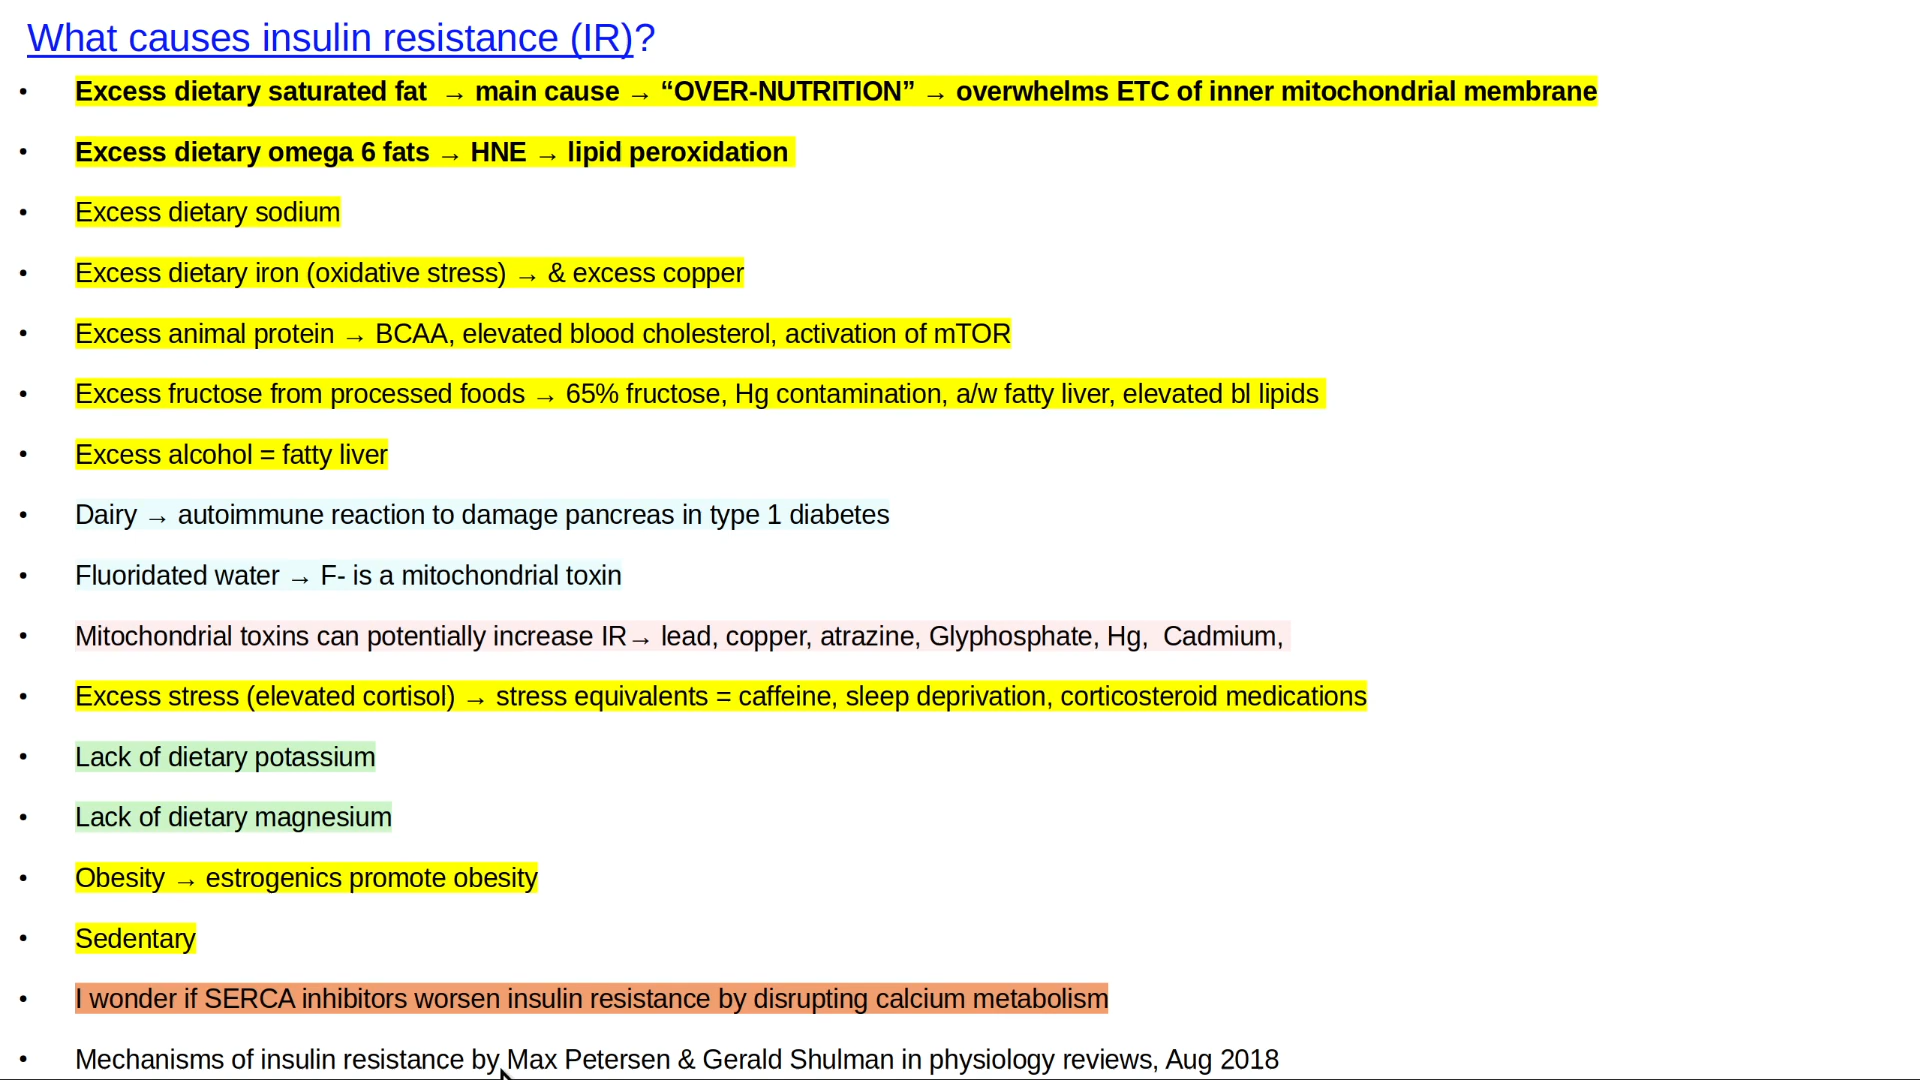 What causes insulin resistance (IR)?
• Excess dietary saturated fat → main cause → “OVER-NUTRITION” → overwhelms ETC of inner mitochondrial membrane
• Excess dietary omega 6 fats → HNE → lipid peroxidation
• Excess dietary sodium
• Excess dietary iron (oxidative stress) → & excess copper
• Excess animal protein → BCAA, elevated blood cholesterol, activation of mTOR
• Excess fructose from processed foods → 65% fructose, Hg contamination, a/w fatty liver, elevated bl lipids
• Excess alcohol = fatty liver
• Dairy → autoimmune reaction to damage pancreas in type 1 diabetes
• Fluoridated water → F- is a mitochondrial toxin
• Mitochondrial toxins can potentially increase IR→ lead, copper, atrazine, Glyphosphate, Hg, Cadmium,
• Excess stress (elevated cortisol) → stress equivalents = caffeine, sleep deprivation, corticosteroid medications
• Lack of dietary potassium
• Lack of dietary magnesium
• Obesity → estrogenics promote obesity
• Sedentary
• I wonder if SERCA inhibitors worsen insulin resistance by disrupting calcium metabolism
• Mechanisms of insulin resistance by Max Petersen & Gerald Shulman in physiology reviews, Aug 2018